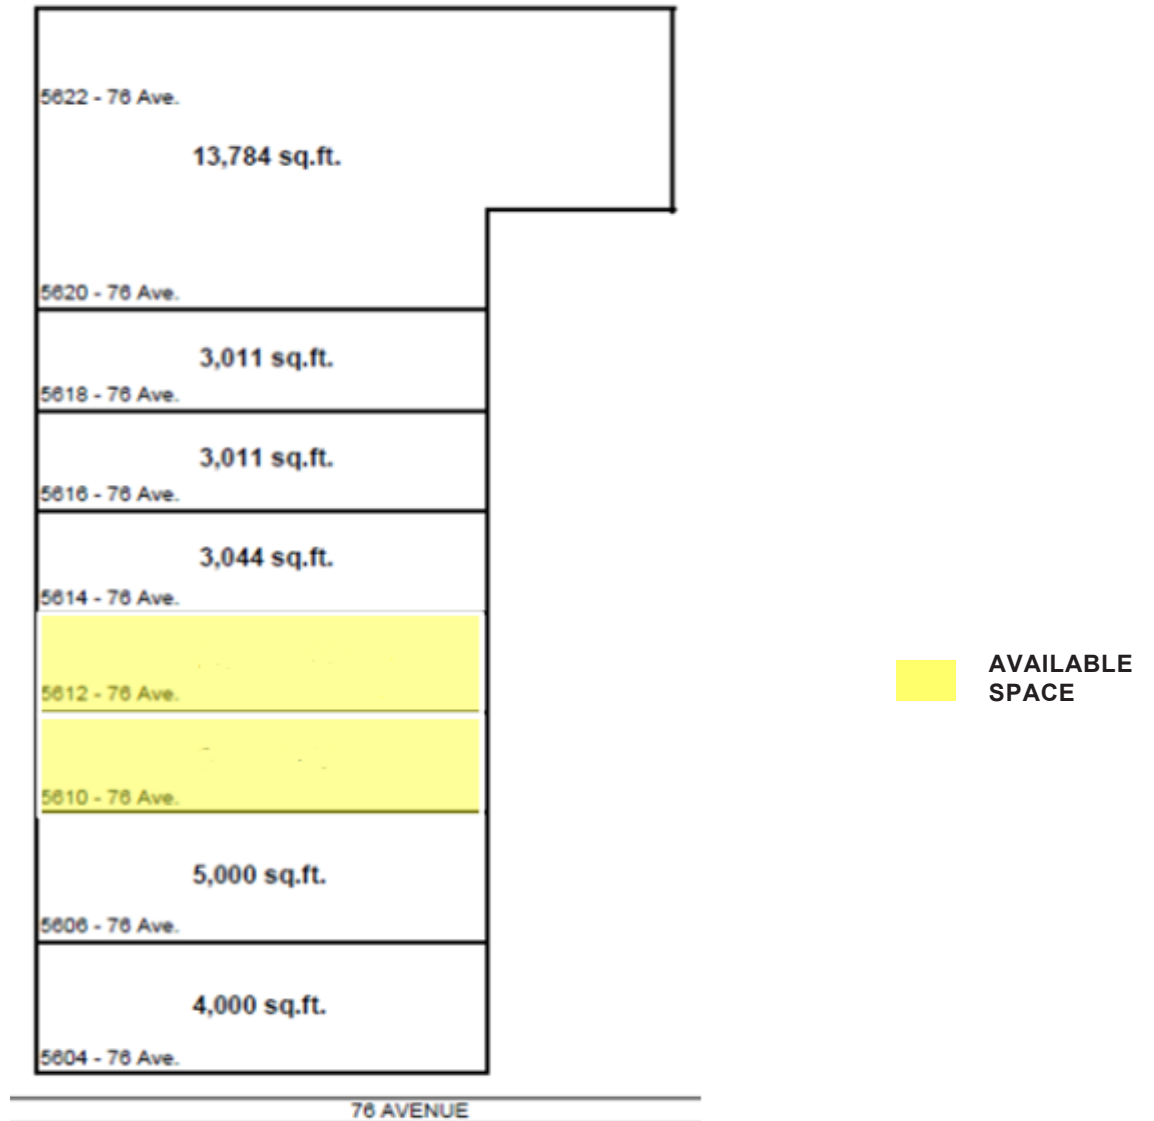 5622 - 76 Ave.
13,784 sq.ft.
5620 - 76 Ave.
3,011 sq.ft.
5618 - 76 Ave.
3,011 sq.ft.
5616 - 76 Ave.
3,044 sq.ft.
5614 - 76 Ave.
5612 - 76 Ave.
5610 - 76 Ave.
5,000 sq.ft.
5606 - 76 Ave.
4,000 sq.ft.
5604 - 76 Ave.
76 AVENUE
AVAILABLE
SPACE